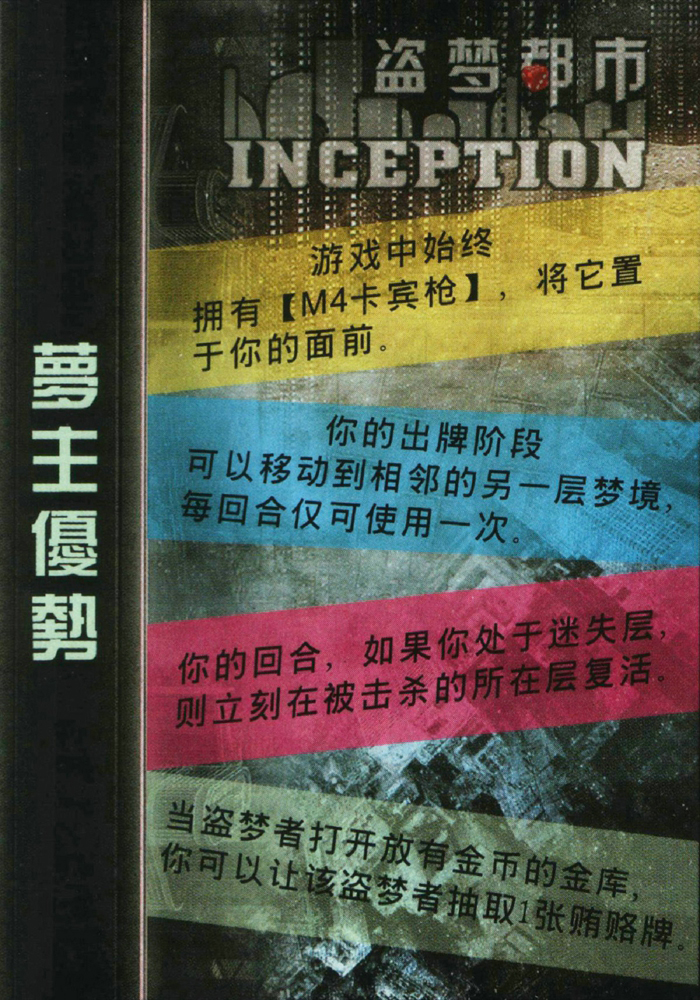 盗梦都市
INCEPTION
游戏中始终
拥有【M4卡宾枪】，将它置
于你的面前。
你的出牌阶段
可以移动到相邻的另一层梦境，
每回合仅可使用一次。
你的回合，如果你处于迷失层，
则立刻在被击杀的所在层复活。
当盗梦者打开放有金币的金库，
你可以让该盗梦者抽取1张贿赂牌。
夢主優勢